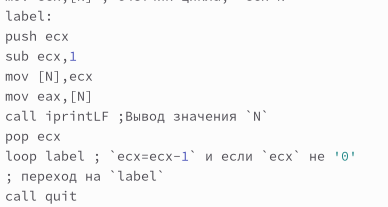 label:
push ecx
sub ecx,1
mov [N],ecx
mov eax,[N]
call iprintLF ;Вывод значения `N`
pop ecx
loop label ; `ecx=ecx-1` и если `ecx` не '0'
; переход на `label`
call quit